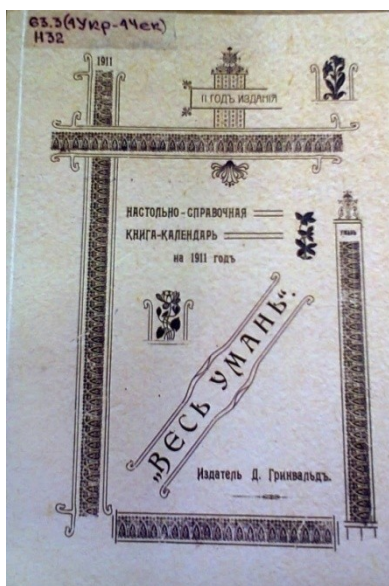 63.3(4Укр-4Чек)
Н32
1911
II ГОДЪ ИЗДАНІЯ
УМАНЬ
НАСТОЛЬНО-СПРАВОЧНАЯ
КНИГА-КАЛЕНДАРЬ
на 1911 годъ
„ВЕСЬ УМАНЬ“.
Издатель Д. Гринвальдъ.